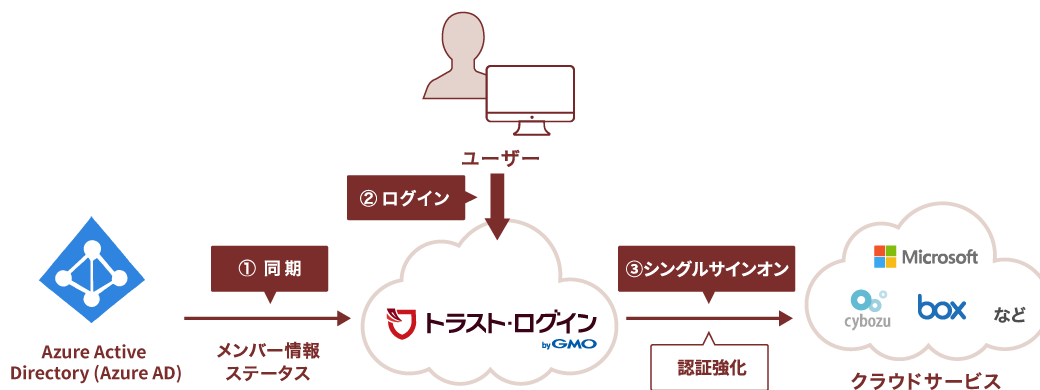 ユーザー
② ログイン
① 同期
③シングルサインオン
Microsoft
cybozu
box
など
トラスト・ログイン
by GMO
Azure Active
Directory (Azure AD)
メンバー情報
ステータス
認証強化
クラウドサービス